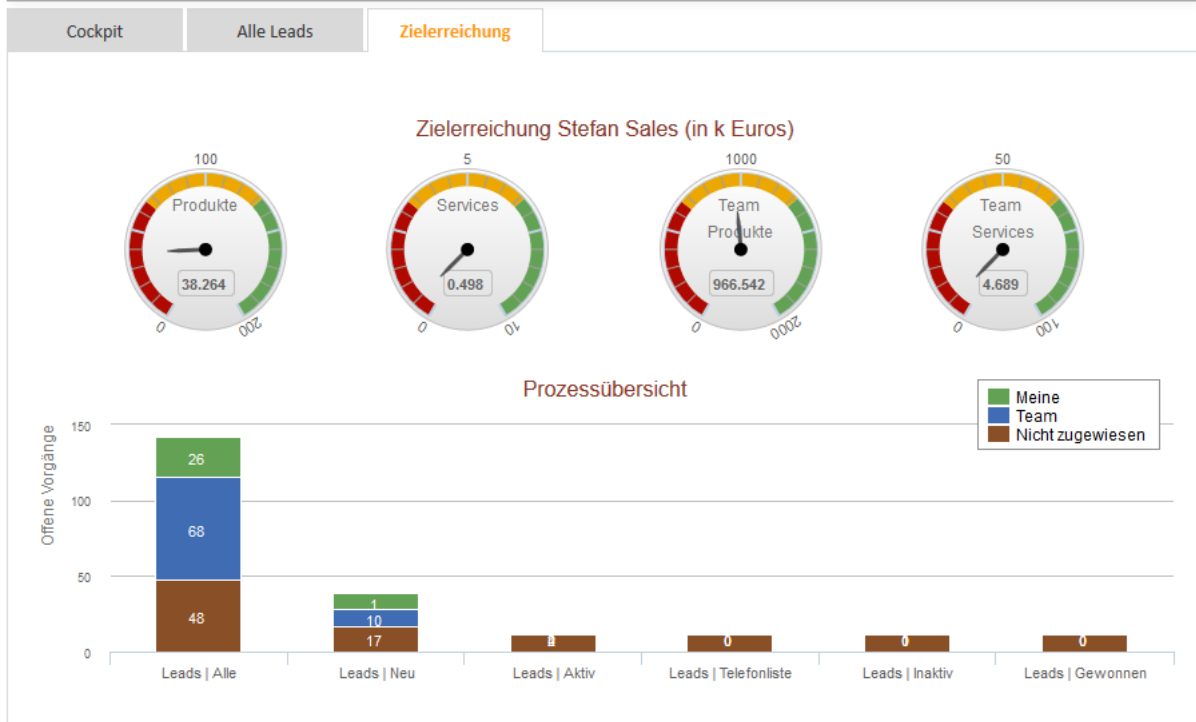 Cockpit
Alle Leads
Zielerreichung
Zielerreichung Stefan Sales (in k Euros)
100
Produkte
38.264
0
200
5
Services
0.498
0
10
1000
Team
Produkte
966.542
0
2000
50
Team
Services
4.689
0
100
Prozessübersicht
Meine
Team
Nicht zugewiesen
Offene Vorgänge
150
100
50
0
26
68
48
1
10
17
0
0
Leads | Alle
Leads | Neu
Leads | Aktiv
Leads | Telefonliste
Leads | Inaktiv
Leads | Gewonnen